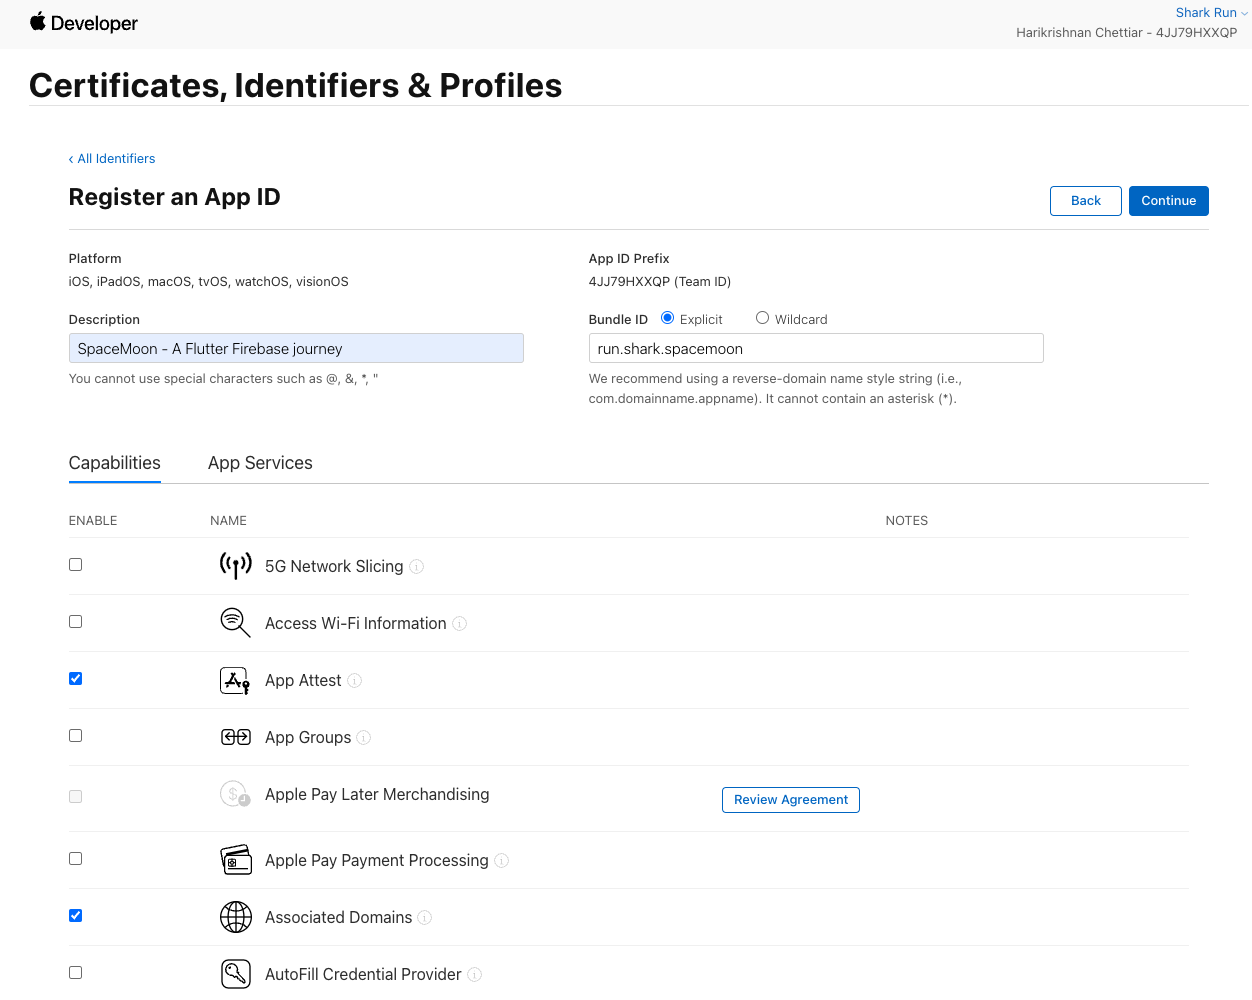 Developer
Shark Run
Harikrishnan Chettiar - 4JJ79HXXQP
Certificates, Identifiers & Profiles
‹ All Identifiers
Register an App ID
Back
Continue
Platform
iOS, iPadOS, macOS, tvOS, watchOS, visionOS
App ID Prefix
4JJ79HXXQP (Team ID)
Description
SpaceMoon - A Flutter Firebase journey
You cannot use special characters such as @, &, *, "
Bundle ID Explicit Wildcard
run.shark.spacemoon
We recommend using a reverse-domain name style string (i.e.,
com.domainname.appname). It cannot contain an asterisk (*).
Capabilities App Services
ENABLE NAME NOTES
5G Network Slicing
Access Wi-Fi Information
App Attest
App Groups
Apple Pay Later Merchandising Review Agreement
Apple Pay Payment Processing
Associated Domains
AutoFill Credential Provider